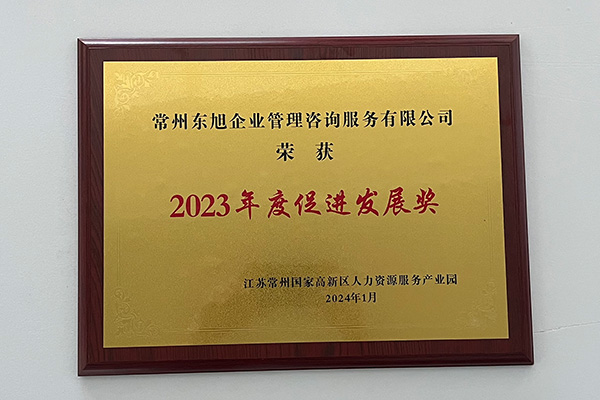 常州东旭企业管理咨询服务有限公司
荣 获
2023年度促进发展奖
江苏常州国家高新区人力资源服务产业园
2024年1月